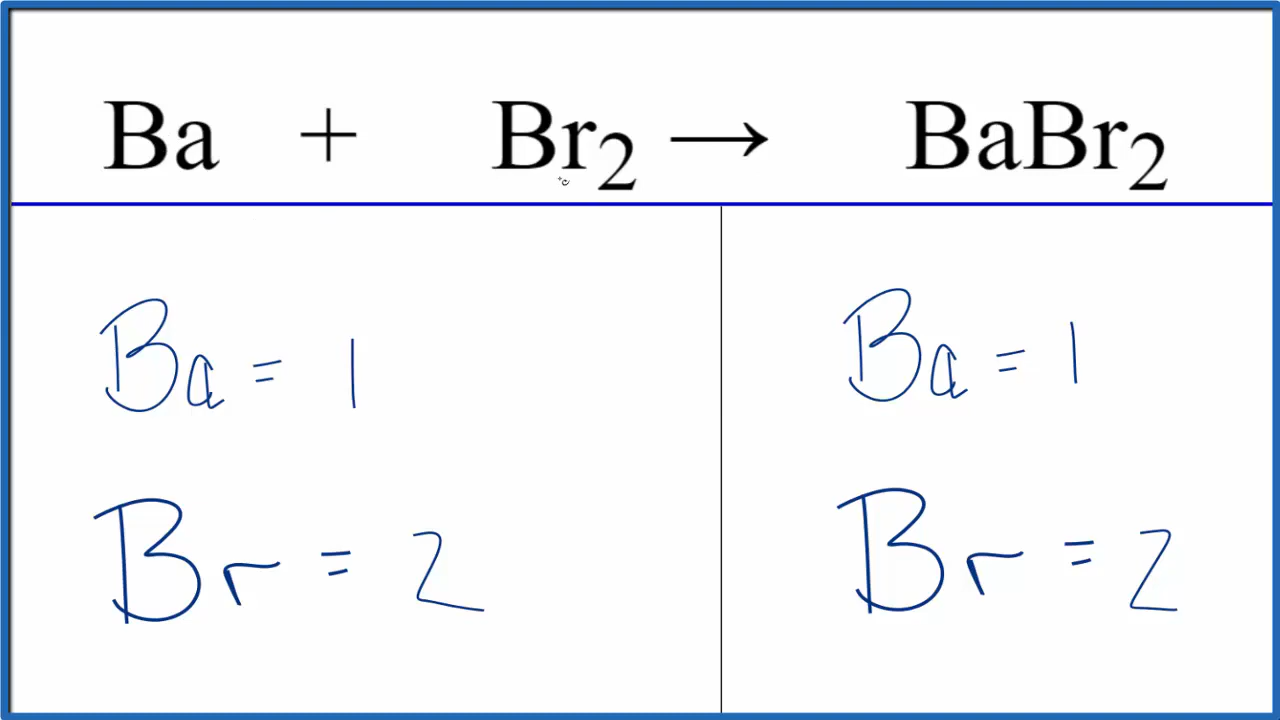 Ba + Br₂ → BaBr₂
Ba = 1
Br = 2
Ba = 1
Br = 2